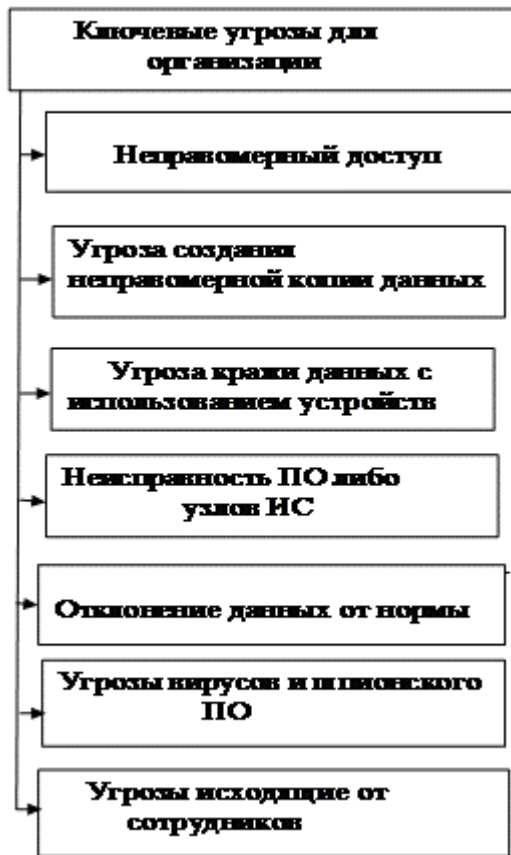 Ключевые угрозы для
организации
Неправомерный доступ
Угроза создания
неправомерной копии данных
Угроза кражи данных с
использованием устройств
Неисправность ПО либо
узлов ИС
Отклонение данных от нормы
Угрозы вирусов и шпионского
ПО
Угрозы исходящие от
сотрудников